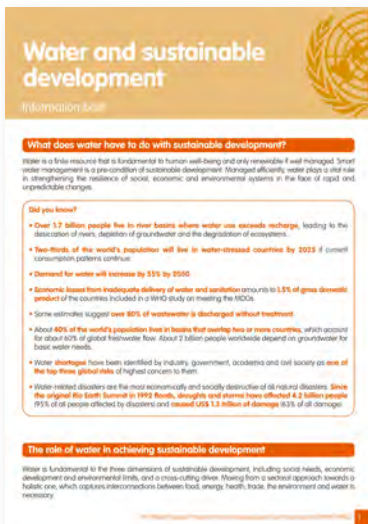 Water and sustainable
development
Information brief
What does water have to do with sustainable development?
Water is a finite resource that is fundamental to human well-being and only renewable if well managed. Smart
water management is a pre-condition of sustainable development. Managed efficiently, water plays a vital role
in strengthening the resilience of social, economic and environmental systems in the face of rapid and
unpredictable changes.
Did you know?
• Over 1.7 billion people live in river basins where water use exceeds recharge, leading to the
desiccation of rivers, depletion of groundwater and the degradation of ecosystems.
• Two-thirds of the world's population will live in water-stressed countries by 2025 if current
consumption patterns continue
• Demand for water will increase by 55% by 2050.
• Economic losses from inadequate delivery of water and sanitation amounts to 1.5% of gross domestic
product of the countries included in a WHO study on meeting the MDGs.
• Some estimates suggest over 80% of wastewater is discharged without treatment.
• About 40% of the world's population lives in basins that overlap two or more countries, which account
for about 60% of global freshwater flow. About 2 billion people worldwide depend on groundwater for
basic water needs.
• Water shortages have been identified by industry, government, academia and civil society as one of
the top three global risks of highest concern to them.
• Water-related disasters are the most economically and socially destructive of all natural disasters. Since
the original Rio Earth Summit in 1992 floods, droughts and storms have affected 4.2 billion people
(95% of all people affected by disasters) and caused US$ 1.3 trillion of damage (63% of all damage)
The role of water in achieving sustainable development
Water is fundamental to the three dimensions of sustainable development, including social needs, economic
development and environmental limits, and a cross-cutting driver. Moving from a sectoral approach towards a
holistic one, which captures interconnections between food, energy, health, trade, the environment and water is
necessary.
1